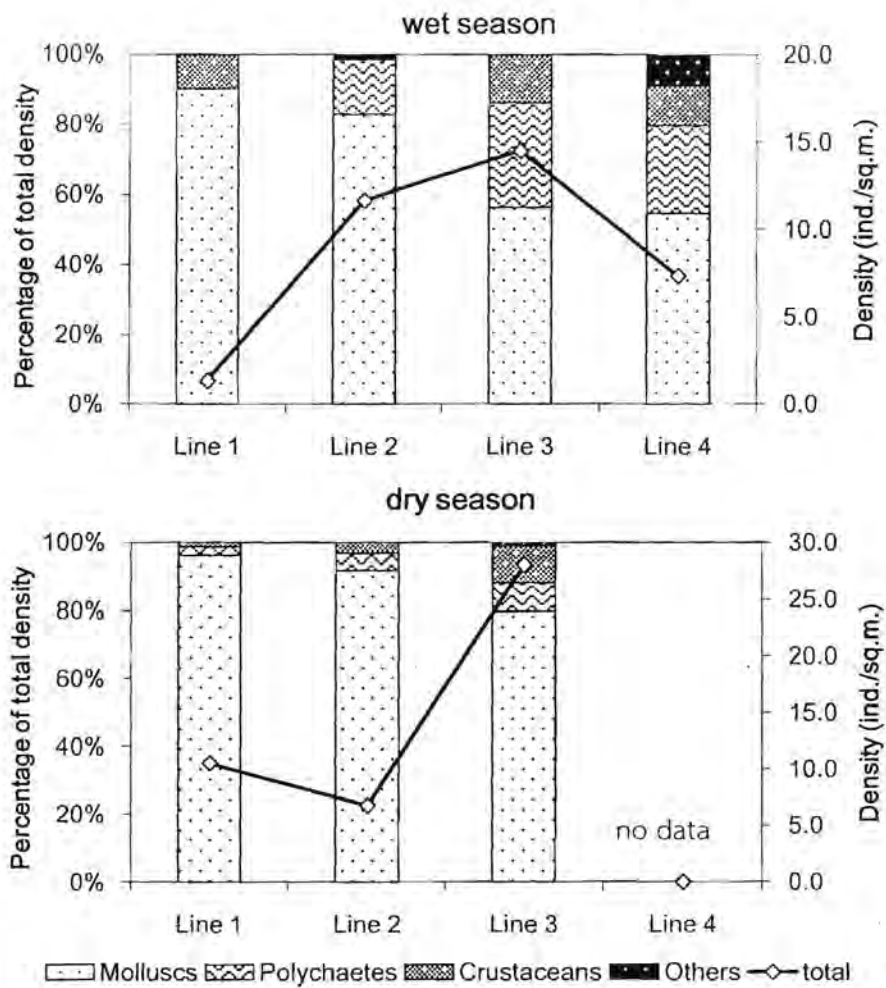 wet season
Percentage of total density
100%
80%
60%
40%
20%
0%
20.0
15.0
10.0
5.0
0.0
Density (ind./sq.m.)
Line 1 Line 2 Line 3 Line 4
dry season
Percentage of total density
100%
80%
60%
40%
20%
0%
30.0
25.0
20.0
15.0
10.0
5.0
0.0
Density (ind./sq.m.)
no data
Line 1 Line 2 Line 3 Line 4
Molluscs Polychaetes Crustaceans Others total